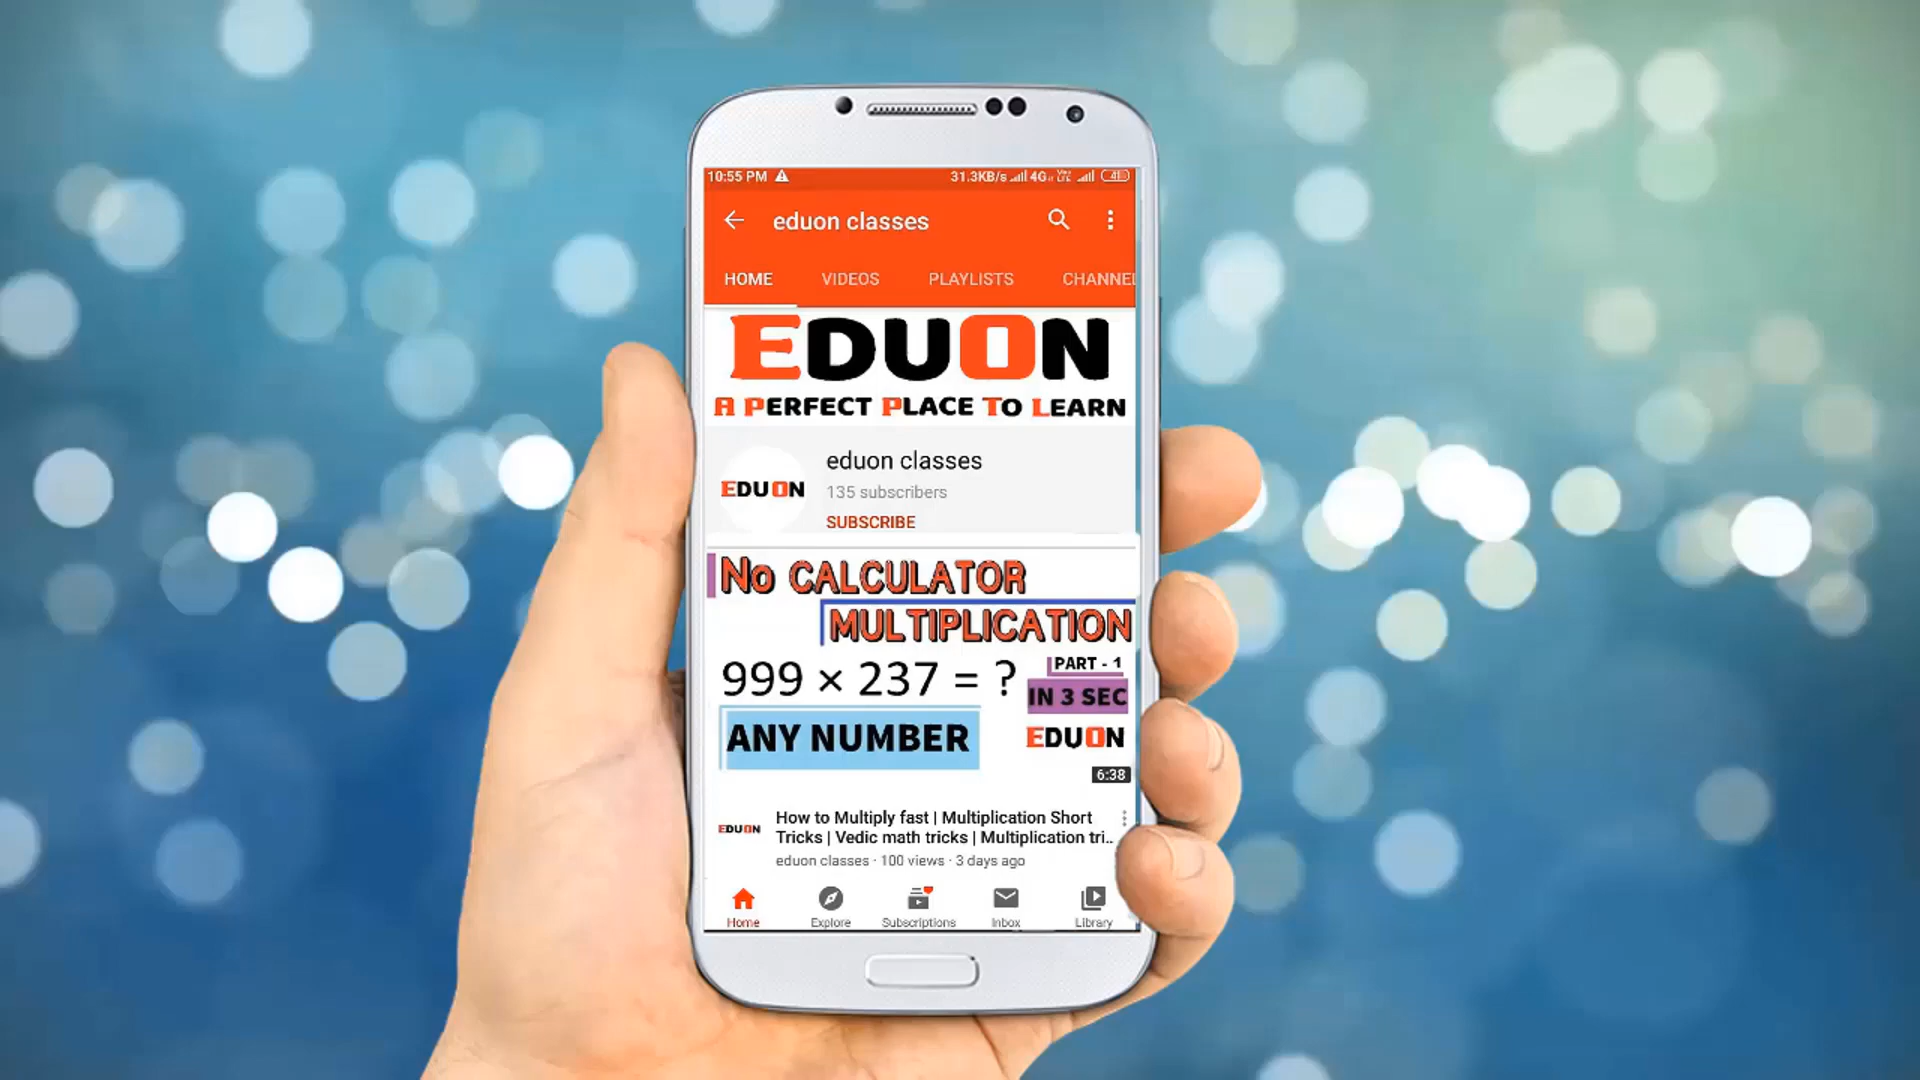 10:55 PM 31.3KB/s 4G
eduon classes
HOME VIDEOS PLAYLISTS CHANNEL
EDUON
A PERFECT PLACE TO LEARN
eduon classes
EDUON
135 subscribers
SUBSCRIBE
No CALCULATOR
MULTIPLICATION
999 × 237 = ?
PART - 1
IN 3 SEC
ANY NUMBER
EDUON
6:38
EDUON
How to Multiply fast | Multiplication Short
Tricks | Vedic math tricks | Multiplication tri..
eduon classes · 100 views · 3 days ago
Home Explore Subscriptions Inbox Library